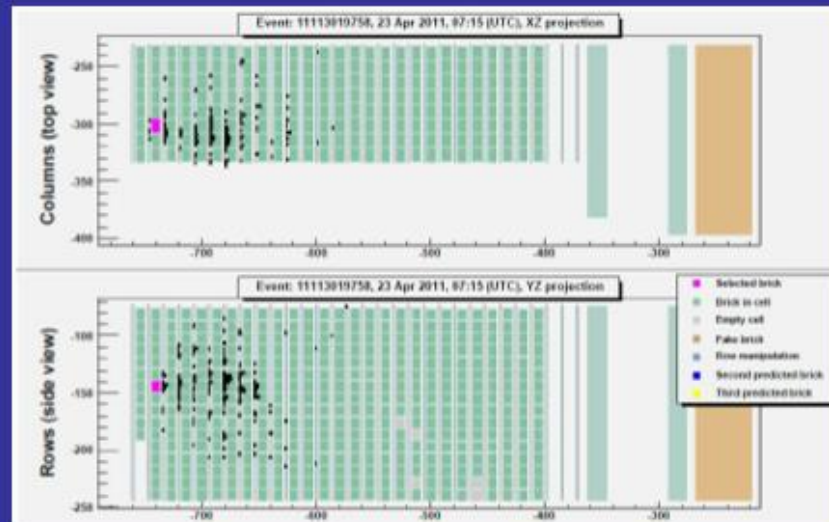 Event: 11113019758, 23 Apr 2011, 07:15 (UTC), XZ projection
Columns (top view)
-250
-300
-350
-400
-700
-600
-500
-400
-300
Event: 11113019758, 23 Apr 2011, 07:15 (UTC), YZ projection
Rows (side view)
-100
-150
-200
-250
-700
-600
-500
-400
-300
Selected brick
Brick in cell
Empty cell
Fake brick
Row manipulation
Second predicted brick
Third predicted brick